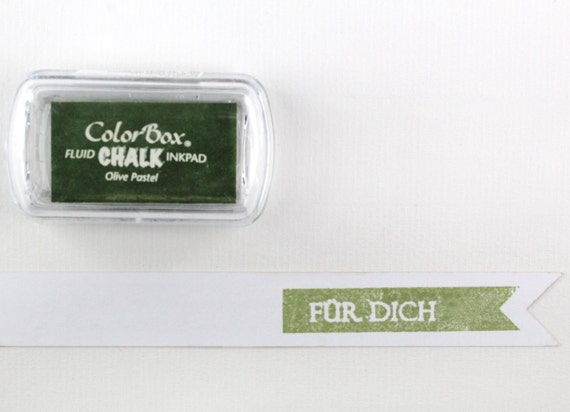 ColorBox®
FLUID CHALK INKPAD
Olive Pastel
FÜR DICH